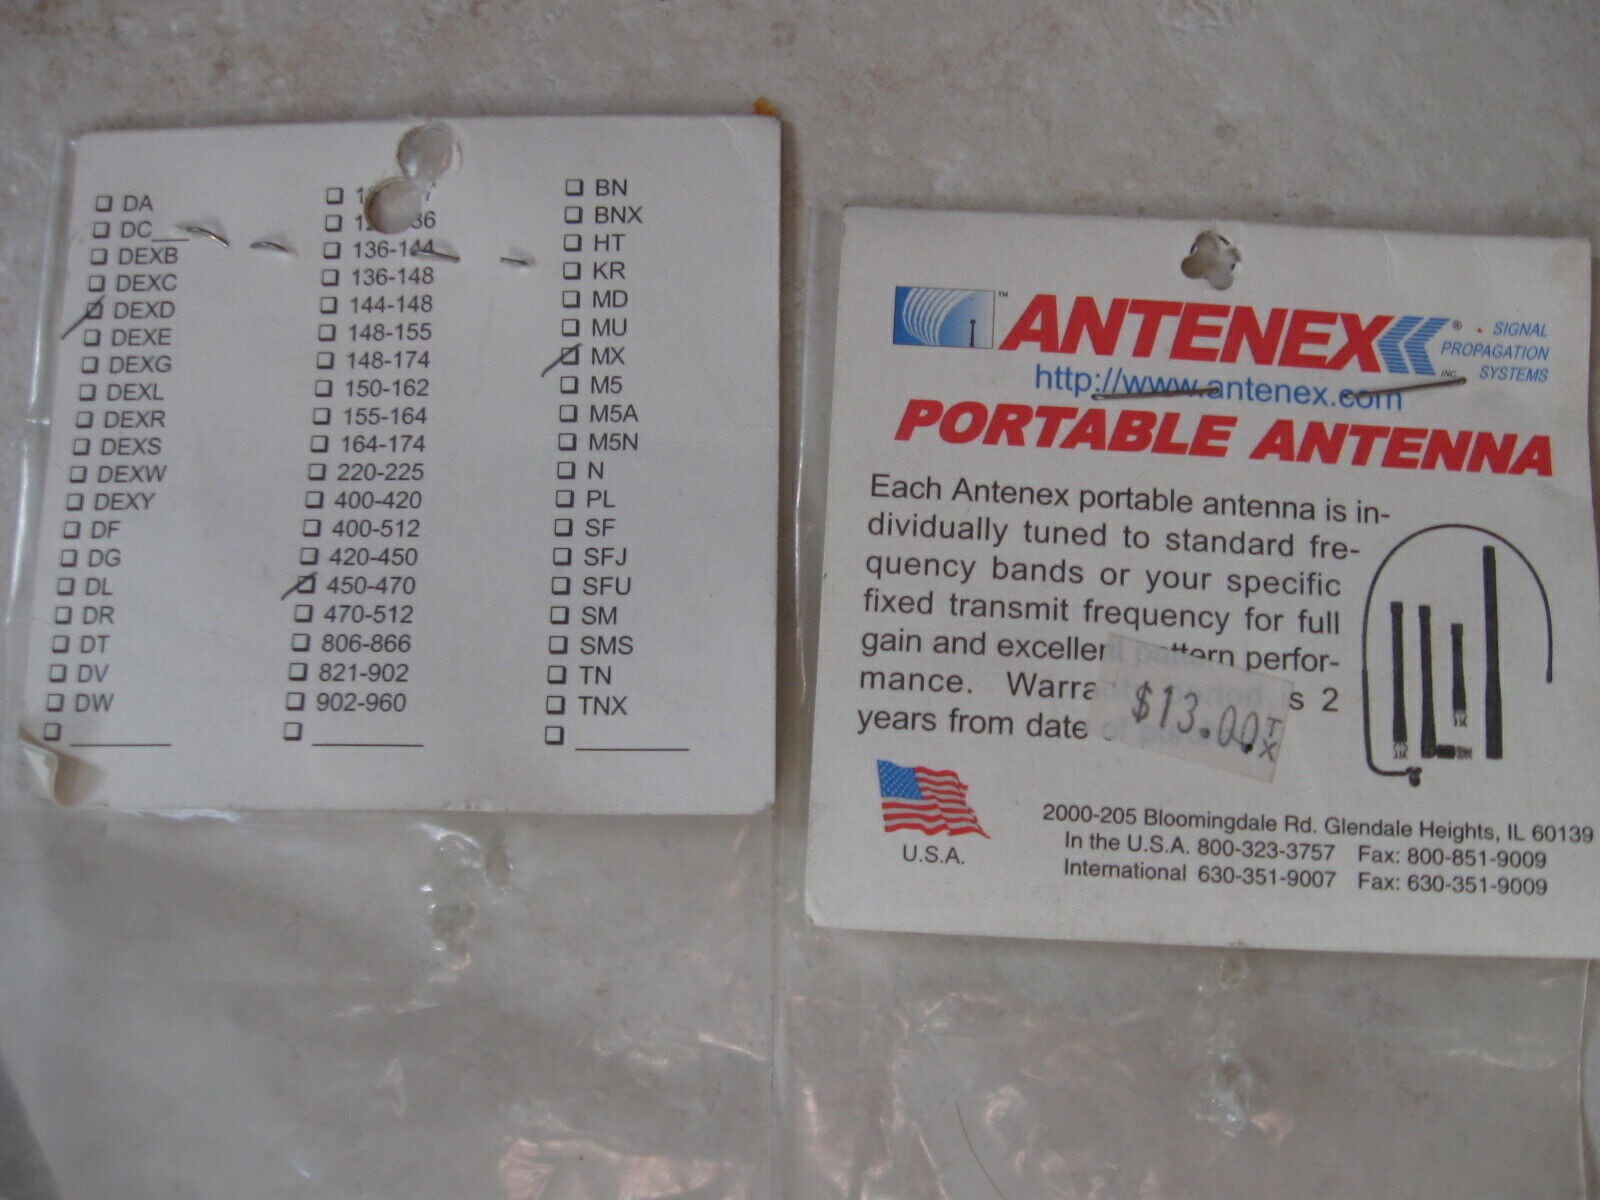 DA
DC___
DEXB
DEXC
DEXD
DEXE
DEXG
DEXL
DEXR
DEXS
DEXW
DEXY
DF
DG
DL
DR
DT
DV
DW
136-144
136-148
144-148
148-155
148-174
150-162
155-164
164-174
220-225
400-420
400-512
420-450
450-470
470-512
806-866
821-902
902-960
BN
BNX
HT
KR
MD
MU
MX
M5
M5A
M5N
N
PL
SF
SFJ
SFU
SM
SMS
TN
TNX
™ ANTENEX ®
INC.
SIGNAL
PROPAGATION
SYSTEMS
http://www.antenex.com
PORTABLE ANTENNA
Each Antenex portable antenna is in-
dividually tuned to standard fre-
quency bands or your specific
fixed transmit frequency for full
gain and excellent pattern perfor-
mance. 2
years from date
$13.00 TX
U.S.A.
2000-205 Bloomingdale Rd. Glendale Heights, IL 60139
In the U.S.A. 800-323-3757 Fax: 800-851-9009
International 630-351-9007 Fax: 630-351-9009